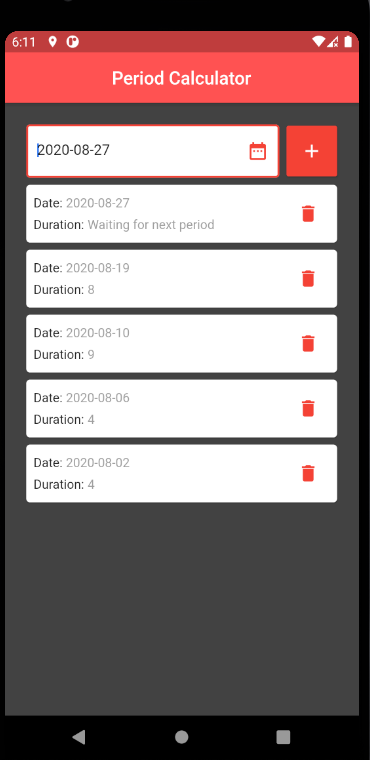 6:11
Period Calculator
2020-08-27
Date: 2020-08-27
Duration: Waiting for next period
Date: 2020-08-19
Duration: 8
Date: 2020-08-10
Duration: 9
Date: 2020-08-06
Duration: 4
Date: 2020-08-02
Duration: 4